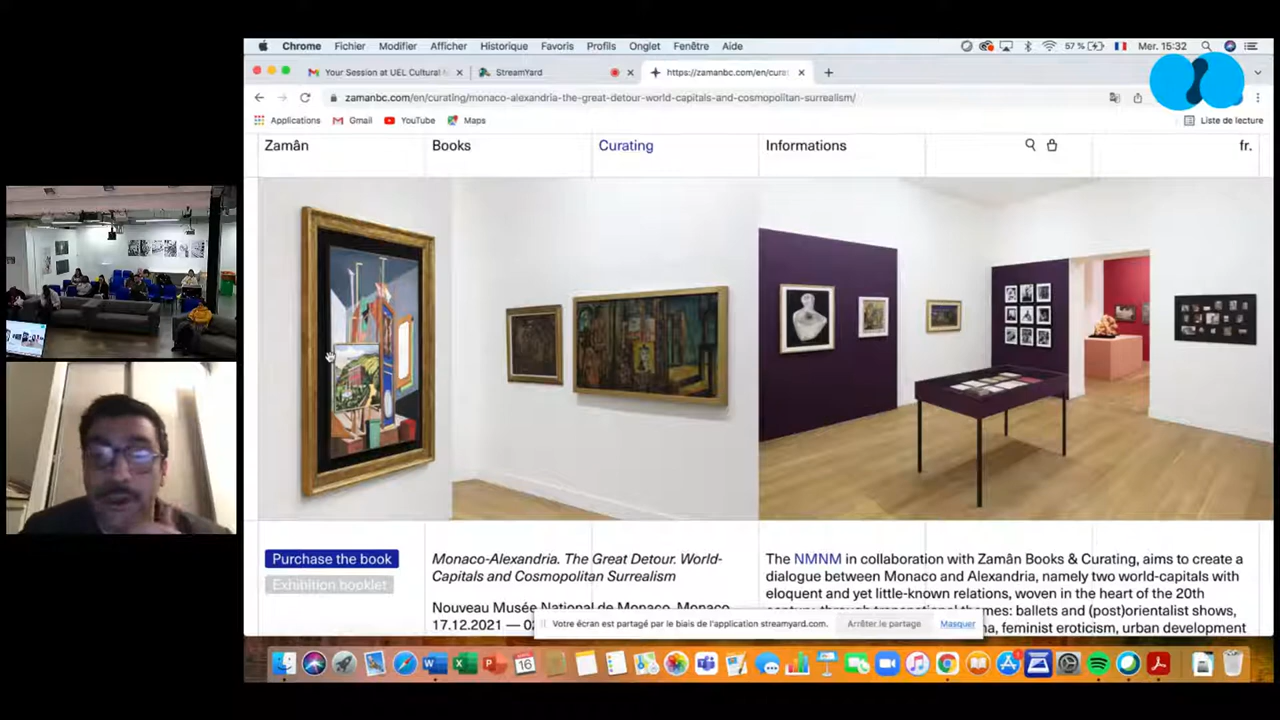 Chrome Fichier Modifier Afficher Historique Favoris Profils Onglet Fenêtre Aide 57 % Mer. 15:32
Your Session at UEL Cultural StreamYard https://zamanbc.com/en/cura
zamanbc.com/en/curating/monaco-alexandria-the-great-detour-world-capitals-and-cosmopolitan-surrealism/
Applications Gmail YouTube Maps Liste de lecture
Zamân Books Curating Informations fr.
Purchase the book
Exhibition booklet
Monaco-Alexandria. The Great Detour. World-
Capitals and Cosmopolitan Surrealism
Nouveau Musée National de Monaco, Monaco
17.12.2021 —
The NMNM in collaboration with Zamân Books & Curating, aims to create a
dialogue between Monaco and Alexandria, namely two world-capitals with
eloquent and yet little-known relations, woven in the heart of the 20th
century through transnational themes: ballets and (post)orientalist shows,
feminist eroticism, urban development
Votre écran est partagé par le biais de l'application streamyard.com. Arrêter le partage Masquer
16